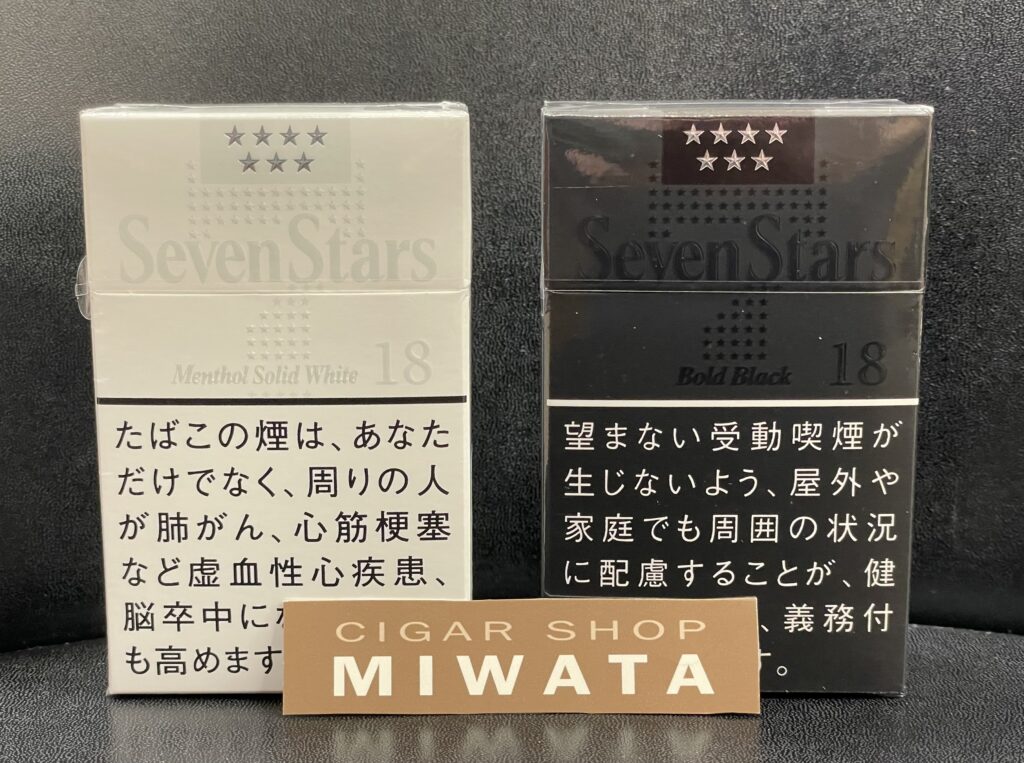 SevenStars
Menthol Solid White 18
たばこの煙は、あなた
だけでなく、周りの人
が肺がん、心筋梗塞
など虚血性心疾患、
脳卒中に
も高めます
SevenStars
Bold Black 18
望まない受動喫煙が
生じないよう、屋外や
家庭でも周囲の状況
に配慮することが、健
、義務付
す。
CIGAR SHOP
MIWATA